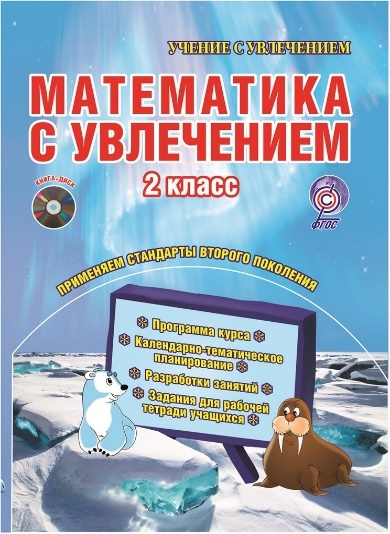 УЧЕНИЕ С УВЛЕЧЕНИЕМ
МАТЕМАТИКА
С УВЛЕЧЕНИЕМ
2 класс
КНИГА+ДИСК
С
ФГОС
ПРИМЕНЯЕМ СТАНДАРТЫ ВТОРОГО ПОКОЛЕНИЯ
Программа курса
Календарно-тематическое
планирование
Разработки занятий
Задания для рабочей
тетради учащихся